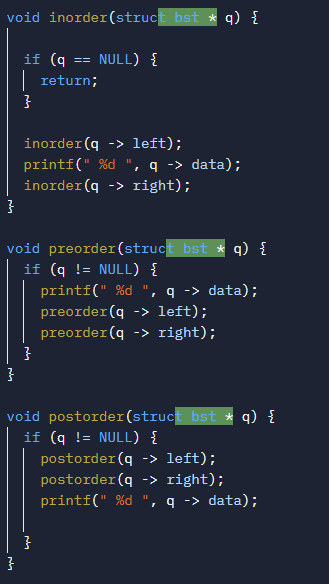 void inorder(struct bst * q) {
if (q == NULL) {
return;
}
inorder(q -> left);
printf(" %d ", q -> data);
inorder(q -> right);
}
void preorder(struct bst * q) {
if (q != NULL) {
printf(" %d ", q -> data);
preorder(q -> left);
preorder(q -> right);
}
}
void postorder(struct bst * q) {
if (q != NULL) {
postorder(q -> left);
postorder(q -> right);
printf(" %d ", q -> data);
}
}